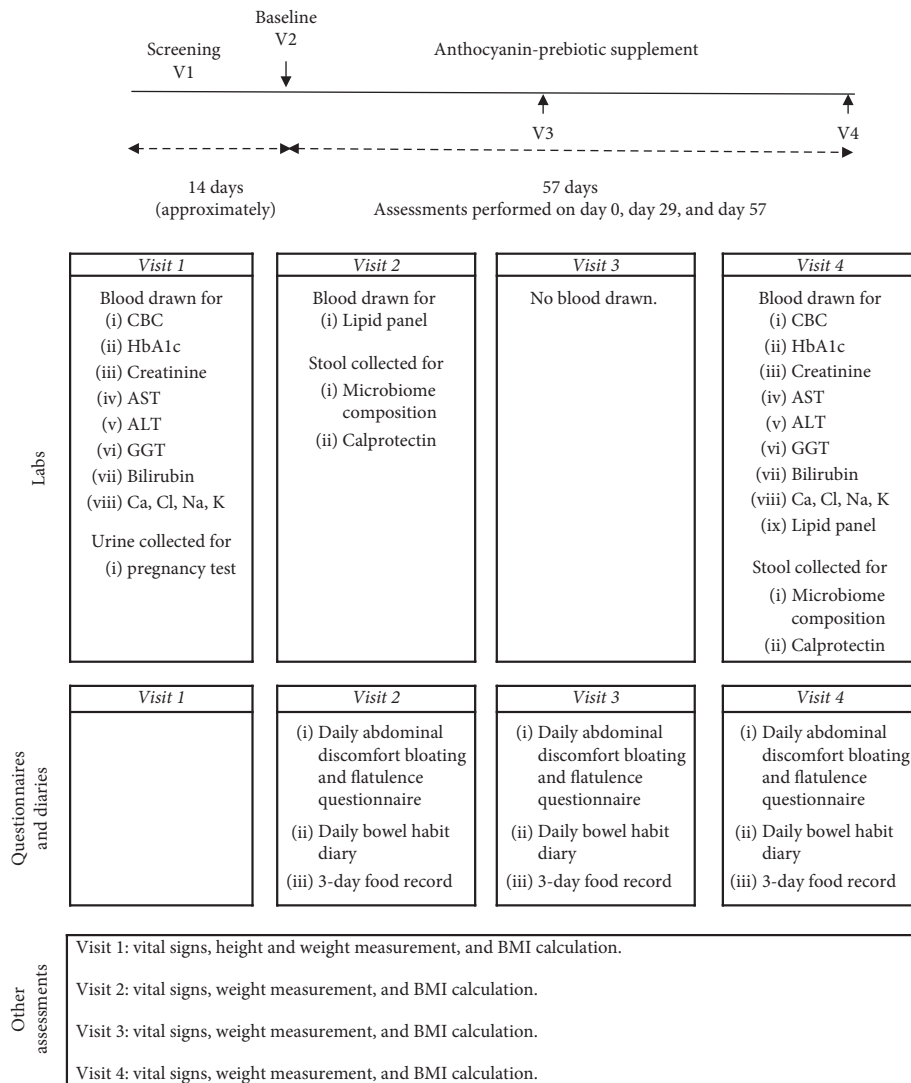 Baseline
V2
Screening
V1
Anthocyanin-prebiotic supplement
V3
V4
14 days
(approximately)
57 days
Assessments performed on day 0, day 29, and day 57
Labs
Visit 1
Blood drawn for
(i) CBC
(ii) HbA1c
(iii) Creatinine
(iv) AST
(v) ALT
(vi) GGT
(vii) Bilirubin
(viii) Ca, Cl, Na, K
Urine collected for
(i) pregnancy test
Visit 2
Blood drawn for
(i) Lipid panel
Stool collected for
(i) Microbiome
composition
(ii) Calprotectin
Visit 3
No blood drawn.
Visit 4
Blood drawn for
(i) CBC
(ii) HbA1c
(iii) Creatinine
(iv) AST
(v) ALT
(vi) GGT
(vii) Bilirubin
(viii) Ca, Cl, Na, K
(ix) Lipid panel
Stool collected for
(i) Microbiome
composition
(ii) Calprotectin
Questionnaires
and diaries
Visit 1
Visit 2
(i) Daily abdominal
discomfort bloating
and flatulence
questionnaire
(ii) Daily bowel habit
diary
(iii) 3-day food record
Visit 3
(i) Daily abdominal
discomfort bloating
and flatulence
questionnaire
(ii) Daily bowel habit
diary
(iii) 3-day food record
Visit 4
(i) Daily abdominal
discomfort bloating
and flatulence
questionnaire
(ii) Daily bowel habit
diary
(iii) 3-day food record
Other
assessments
Visit 1: vital signs, height and weight measurement, and BMI calculation.
Visit 2: vital signs, weight measurement, and BMI calculation.
Visit 3: vital signs, weight measurement, and BMI calculation.
Visit 4: vital signs, weight measurement, and BMI calculation.